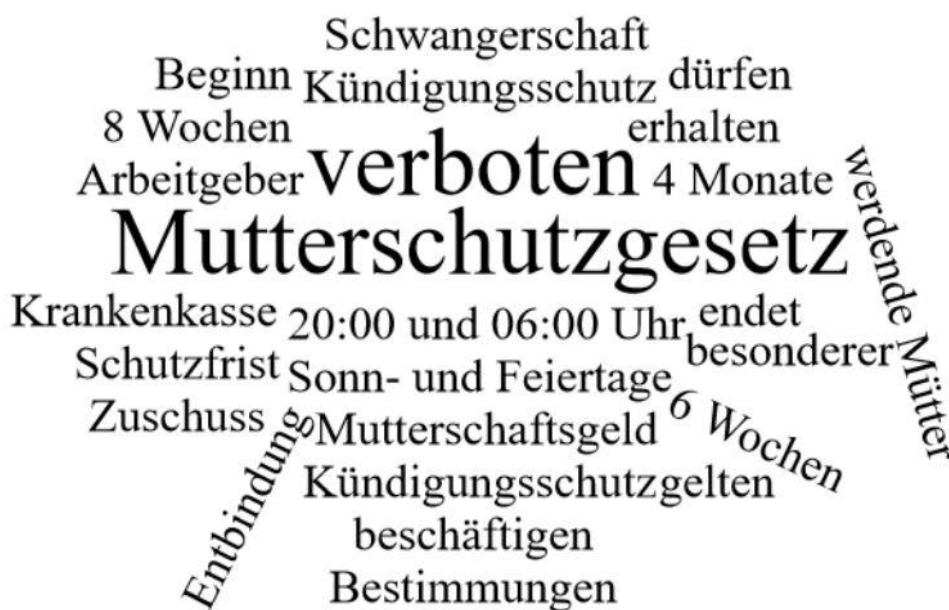 Schwangerschaft
Beginn Kündigungsschutz dürfen
8 Wochen erhalten
Arbeitgeber verboten 4 Monate
Mutterschutzgesetz
werdende Mütter
Krankenkasse 20:00 und 06:00 Uhr endet
Schutzfrist besonderer
Sonn- und Feiertage
Zuschuss Mutterschaftsgeld 6 Wochen
Entbindung
Kündigungsschutzgelten
beschäftigen
Bestimmungen